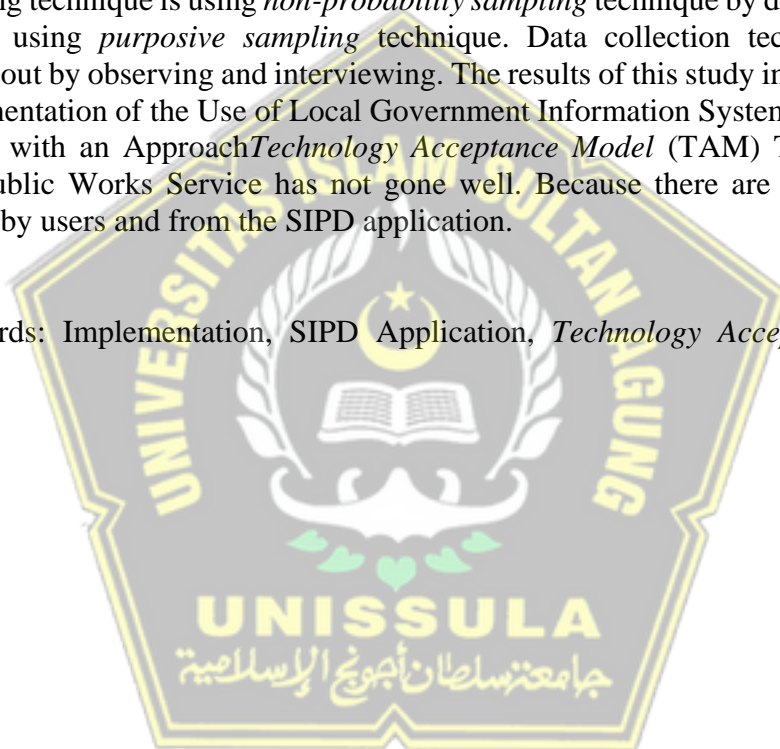 ng technique is using non-probability sampling technique by d
using purposive sampling technique. Data collection tec
out by observing and interviewing. The results of this study in
mentation of the Use of Local Government Information System
with an ApproachTechnology Acceptance Model (TAM) T
ublic Works Service has not gone well. Because there are
by users and from the SIPD application.
rds: Implementation, SIPD Application, Technology Accep
UNIVERSITAS ISLAM SULTAN AGUNG
UNISSULA
جامعة سلطان أجونج الإسلامية